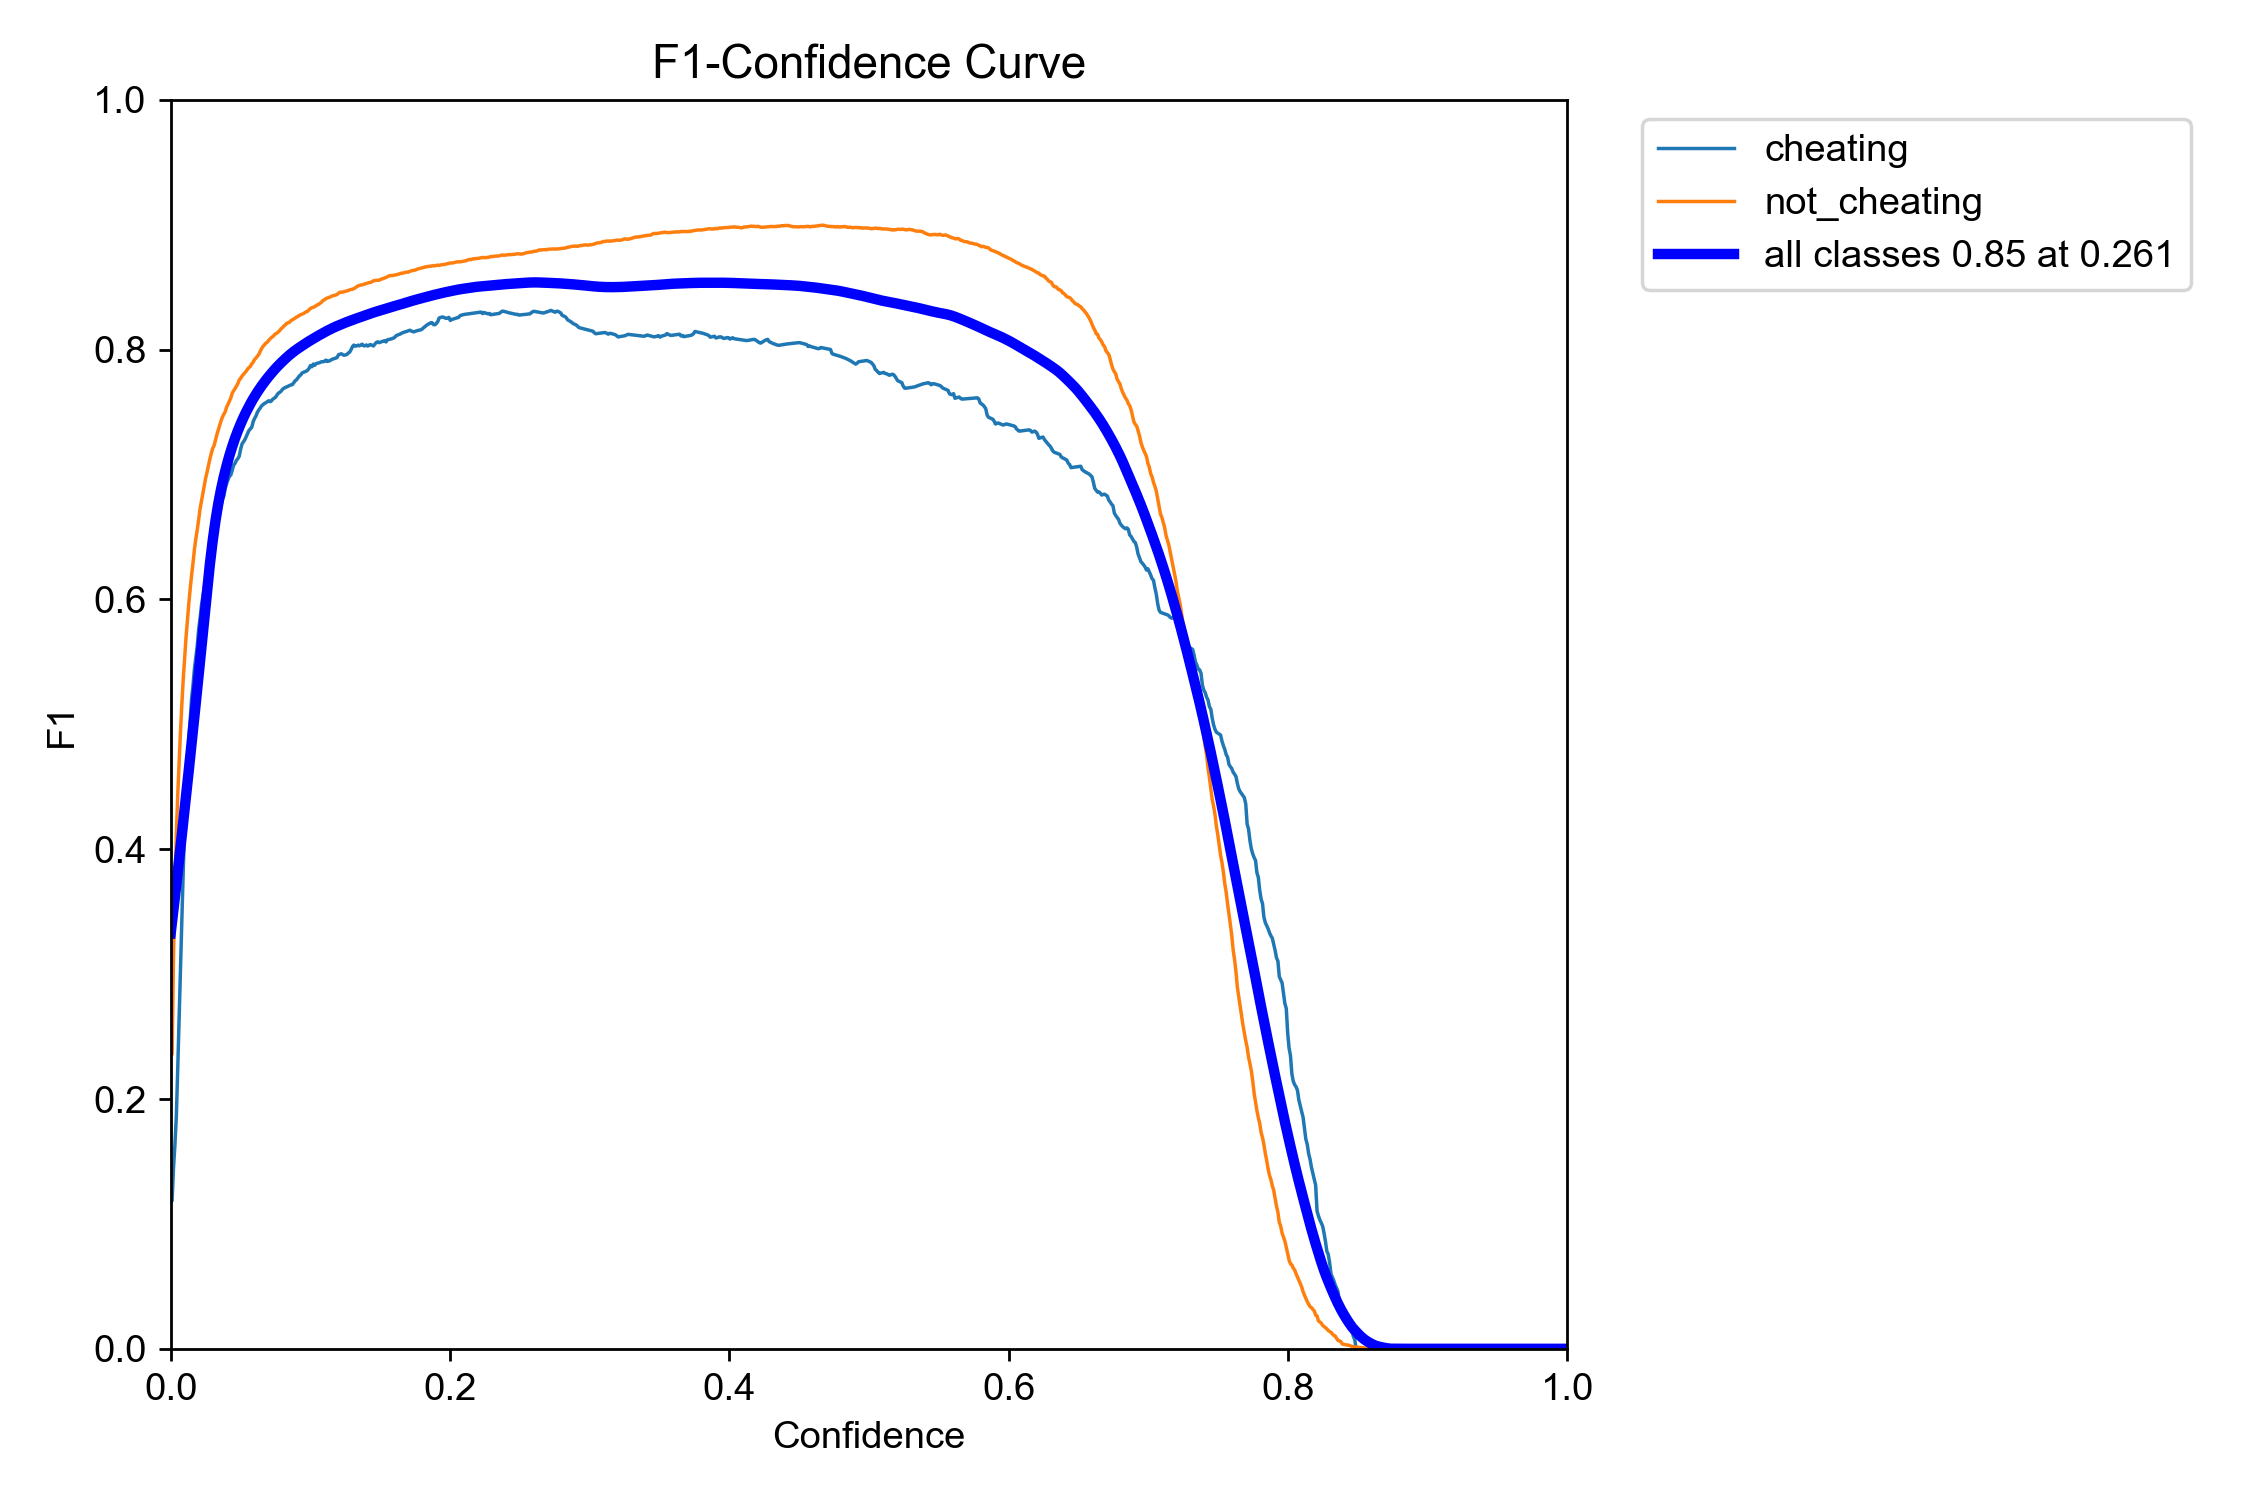 F1-Confidence Curve
1.0
0.8
0.6
0.4
0.2
0.0
F1
0.0 0.2 0.4 0.6 0.8 1.0
Confidence
cheating
not_cheating
all classes 0.85 at 0.261